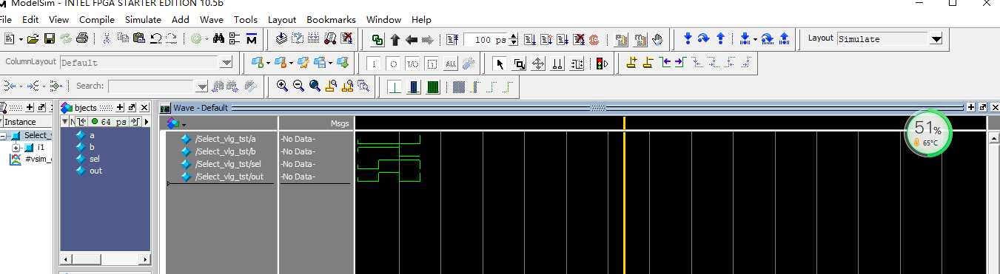 ModelSim - INTEL FPGA STARTER EDITION 10.5b
File Edit View Compile Simulate Add Wave Tools Layout Bookmarks Window Help
100 ps
Layout Simulate
ColumnLayout Default
ALL
Search:
bjects
Wave - Default
Instance
64 ps
Msgs
Select_
i1
#vsim_
a
b
sel
out
/Select_vlg_tst/a -No Data-
/Select_vlg_tst/b -No Data-
/Select_vlg_tst/sel -No Data-
/Select_vlg_tst/out -No Data-
51%
65°C